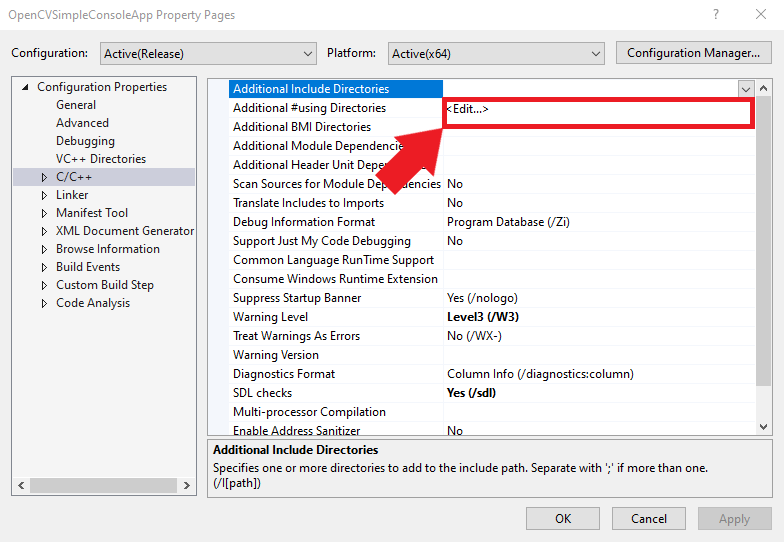 OpenCVSimpleConsoleApp Property Pages
Configuration: Active(Release) Platform: Active(x64) Configuration Manager...
Configuration Properties
General
Advanced
Debugging
VC++ Directories
C/C++
Linker
Manifest Tool
XML Document Generator
Browse Information
Build Events
Custom Build Step
Code Analysis
Additional Include Directories
Additional #using Directories <Edit...>
Additional BMI Directories
Additional Module Dependencie
Additional Header Unit Depe
Scan Sources for Module Dependencies No
Translate Includes to Imports No
Debug Information Format Program Database (/Zi)
Support Just My Code Debugging No
Common Language RunTime Support
Consume Windows Runtime Extension
Suppress Startup Banner Yes (/nologo)
Warning Level Level3 (/W3)
Treat Warnings As Errors No (/WX-)
Warning Version
Diagnostics Format Column Info (/diagnostics:column)
SDL checks Yes (/sdl)
Multi-processor Compilation
Enable Address Sanitizer No
Additional Include Directories
Specifies one or more directories to add to the include path. Separate with ';' if more than one.
(/I[path])
OK Cancel Apply